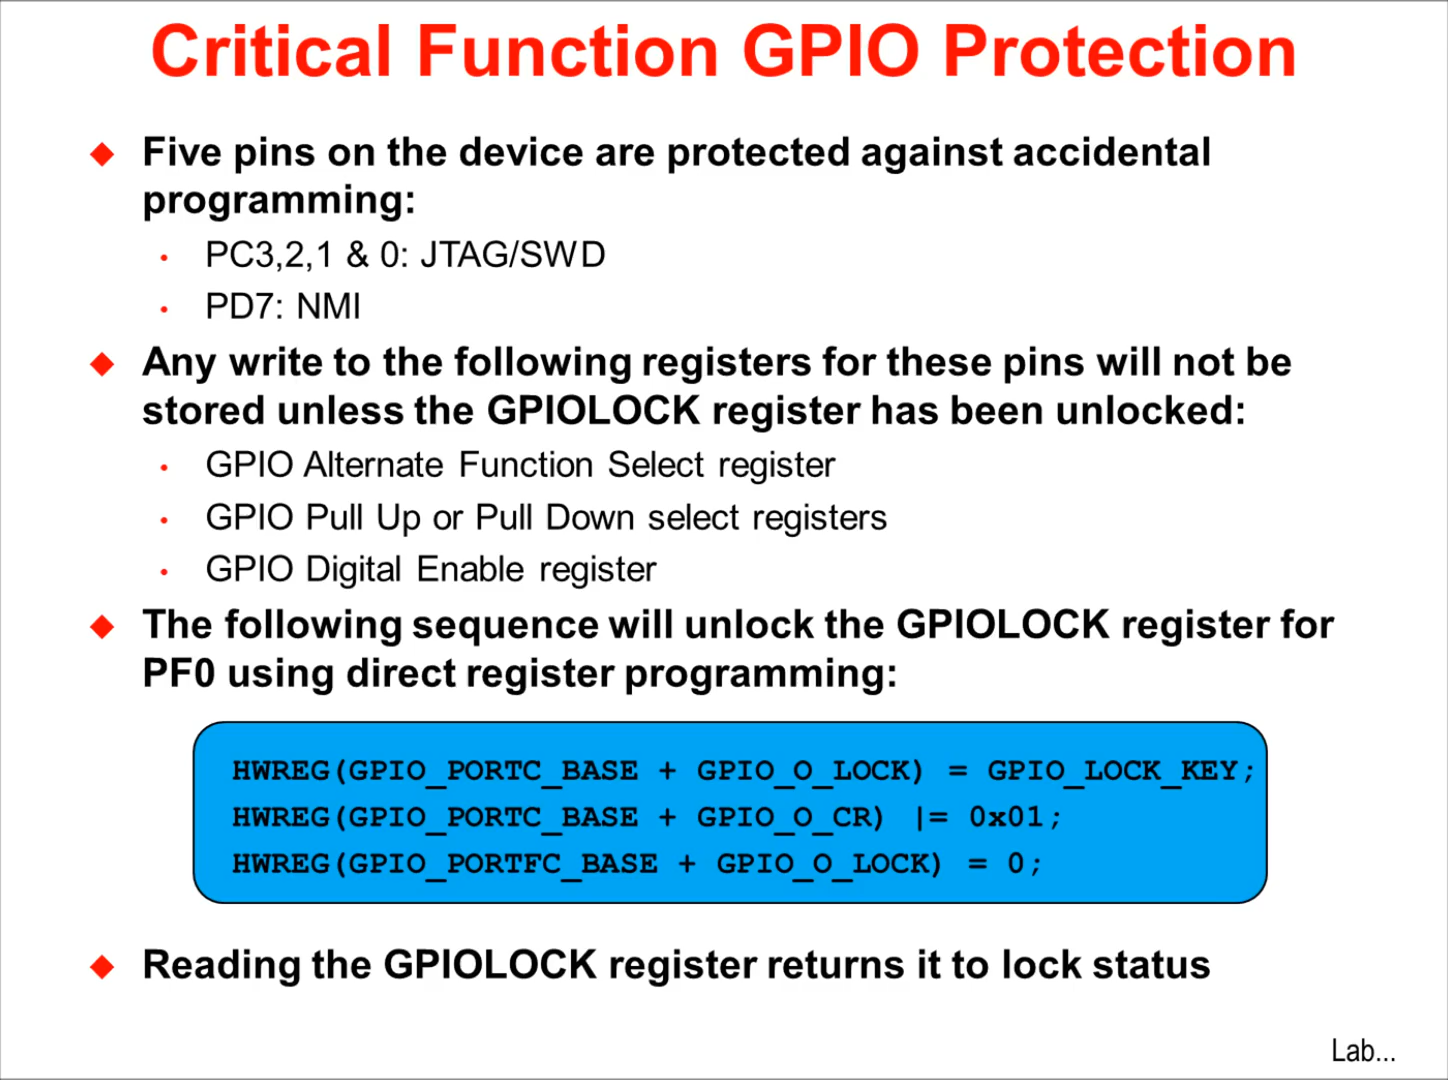 Critical Function GPIO Protection
Five pins on the device are protected against accidental
programming:
PC3,2,1 & 0: JTAG/SWD
PD7: NMI
Any write to the following registers for these pins will not be
stored unless the GPIOLOCK register has been unlocked:
GPIO Alternate Function Select register
GPIO Pull Up or Pull Down select registers
GPIO Digital Enable register
The following sequence will unlock the GPIOLOCK register for
PF0 using direct register programming:
HWREG(GPIO_PORTC_BASE + GPIO_O_LOCK) = GPIO_LOCK_KEY;
HWREG(GPIO_PORTC_BASE + GPIO_O_CR) |= 0x01;
HWREG(GPIO_PORTFC_BASE + GPIO_O_LOCK) = 0;
Reading the GPIOLOCK register returns it to lock status
Lab...